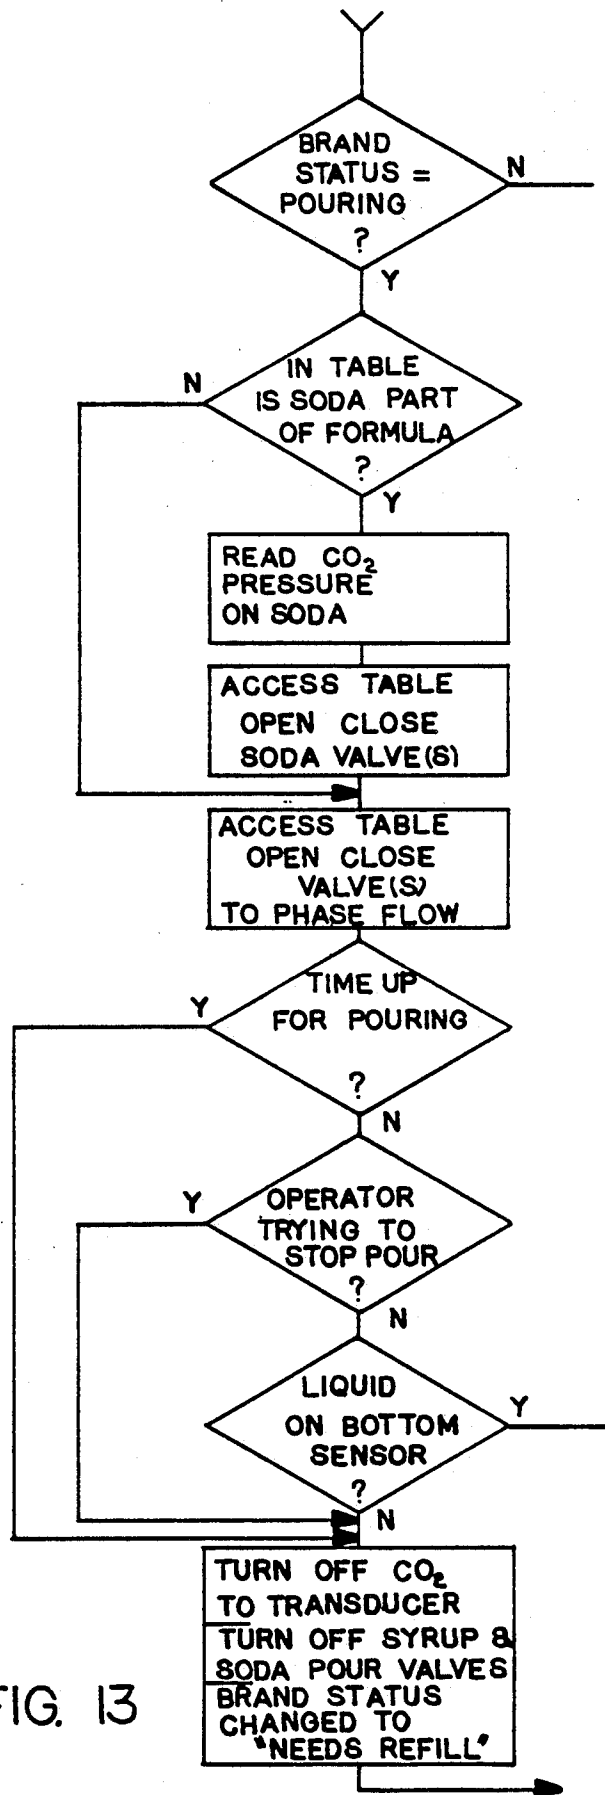 BRAND
STATUS =
POURING
?
N
Y
IN TABLE
IS SODA PART
OF FORMULA
?
N
Y
READ CO₂
PRESSURE
ON SODA
ACCESS TABLE
OPEN CLOSE
SODA VALVE(S)
ACCESS TABLE
OPEN CLOSE
VALVE(S)
TO PHASE FLOW
TIME UP
FOR POURING
?
Y
N
OPERATOR
TRYING TO
STOP POUR
?
Y
N
LIQUID
ON BOTTOM
SENSOR
?
Y
N
TURN OFF CO₂
TO TRANSDUCER
TURN OFF SYRUP &
SODA POUR VALVES
BRAND STATUS
CHANGED TO
"NEEDS REFILL"
FIG. 13